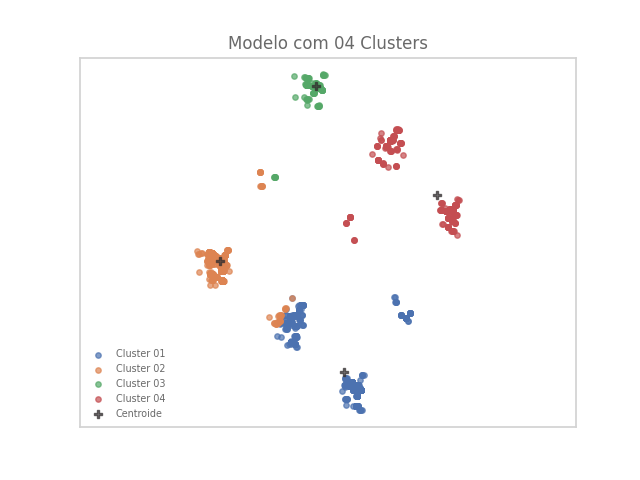 Modelo com 04 Clusters
Cluster 01
Cluster 02
Cluster 03
Cluster 04
Centroide